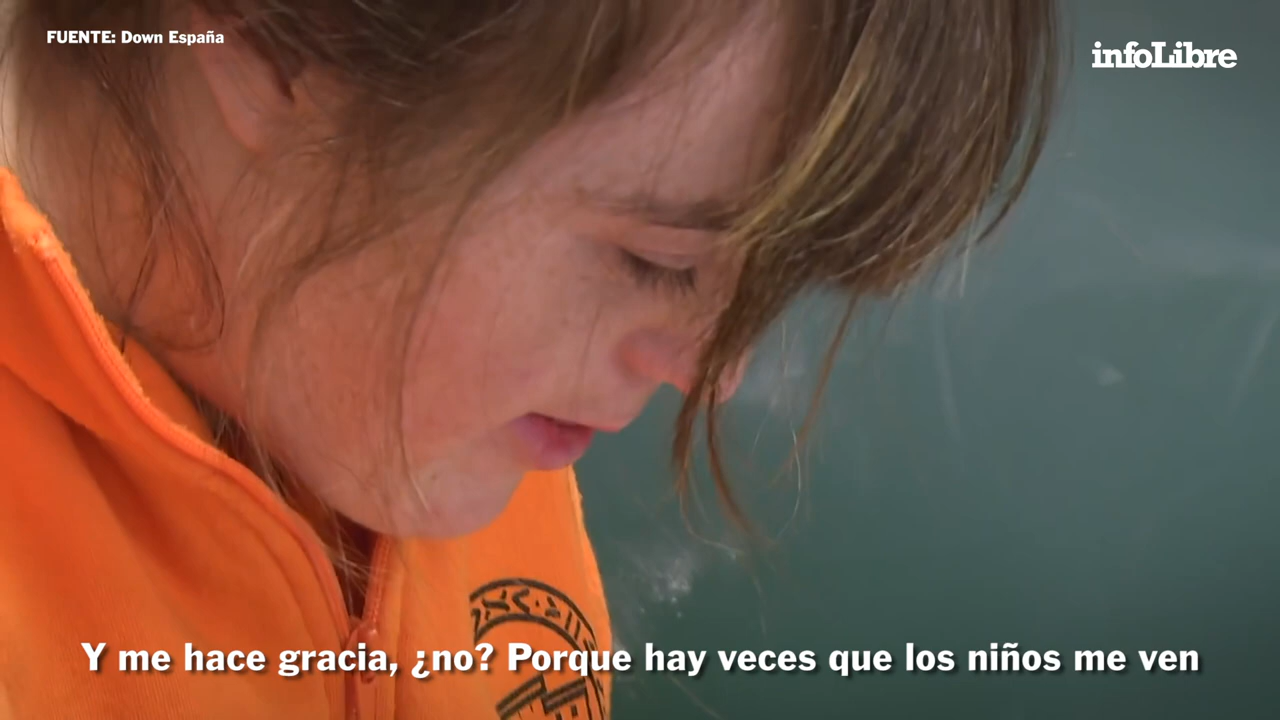 FUENTE: Down España
infoLibre
Y me hace gracia, ¿no? Porque hay veces que los niños me ven